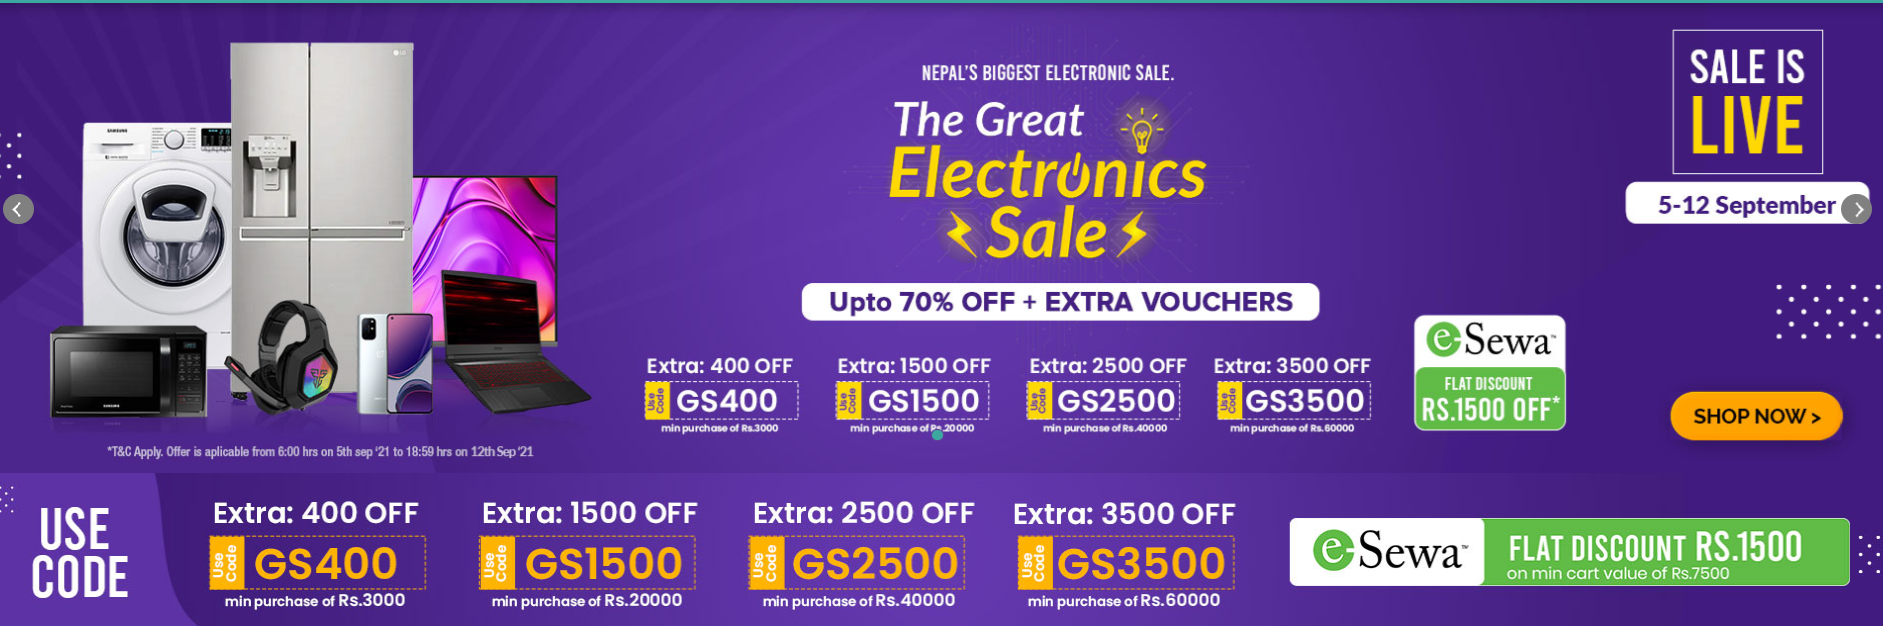 NEPAL'S BIGGEST ELECTRONIC SALE.
The Great
Electronics
Sale
Upto 70% OFF + EXTRA VOUCHERS
SALE IS
LIVE
5-12 September
LG
SAMSUNG
SAMSUNG
Extra: 400 OFF
Use Code
GS400
min purchase of Rs.3000
Extra: 1500 OFF
Use Code
GS1500
min purchase of Rs.20000
Extra: 2500 OFF
Use Code
GS2500
min purchase of Rs.40000
Extra: 3500 OFF
Use Code
GS3500
min purchase of Rs.60000
e-Sewa™
FLAT DISCOUNT
RS.1500 OFF*
SHOP NOW >
*T&C Apply. Offer is aplicable from 6:00 hrs on 5th sep '21 to 18:59 hrs on 12th Sep '21
USE
CODE
Extra: 400 OFF
Use Code
GS400
min purchase of Rs.3000
Extra: 1500 OFF
Use Code
GS1500
min purchase of Rs.20000
Extra: 2500 OFF
Use Code
GS2500
min purchase of Rs.40000
Extra: 3500 OFF
Use Code
GS3500
min purchase of Rs.60000
e-Sewa™
FLAT DISCOUNT RS.1500
on min cart value of Rs.7500